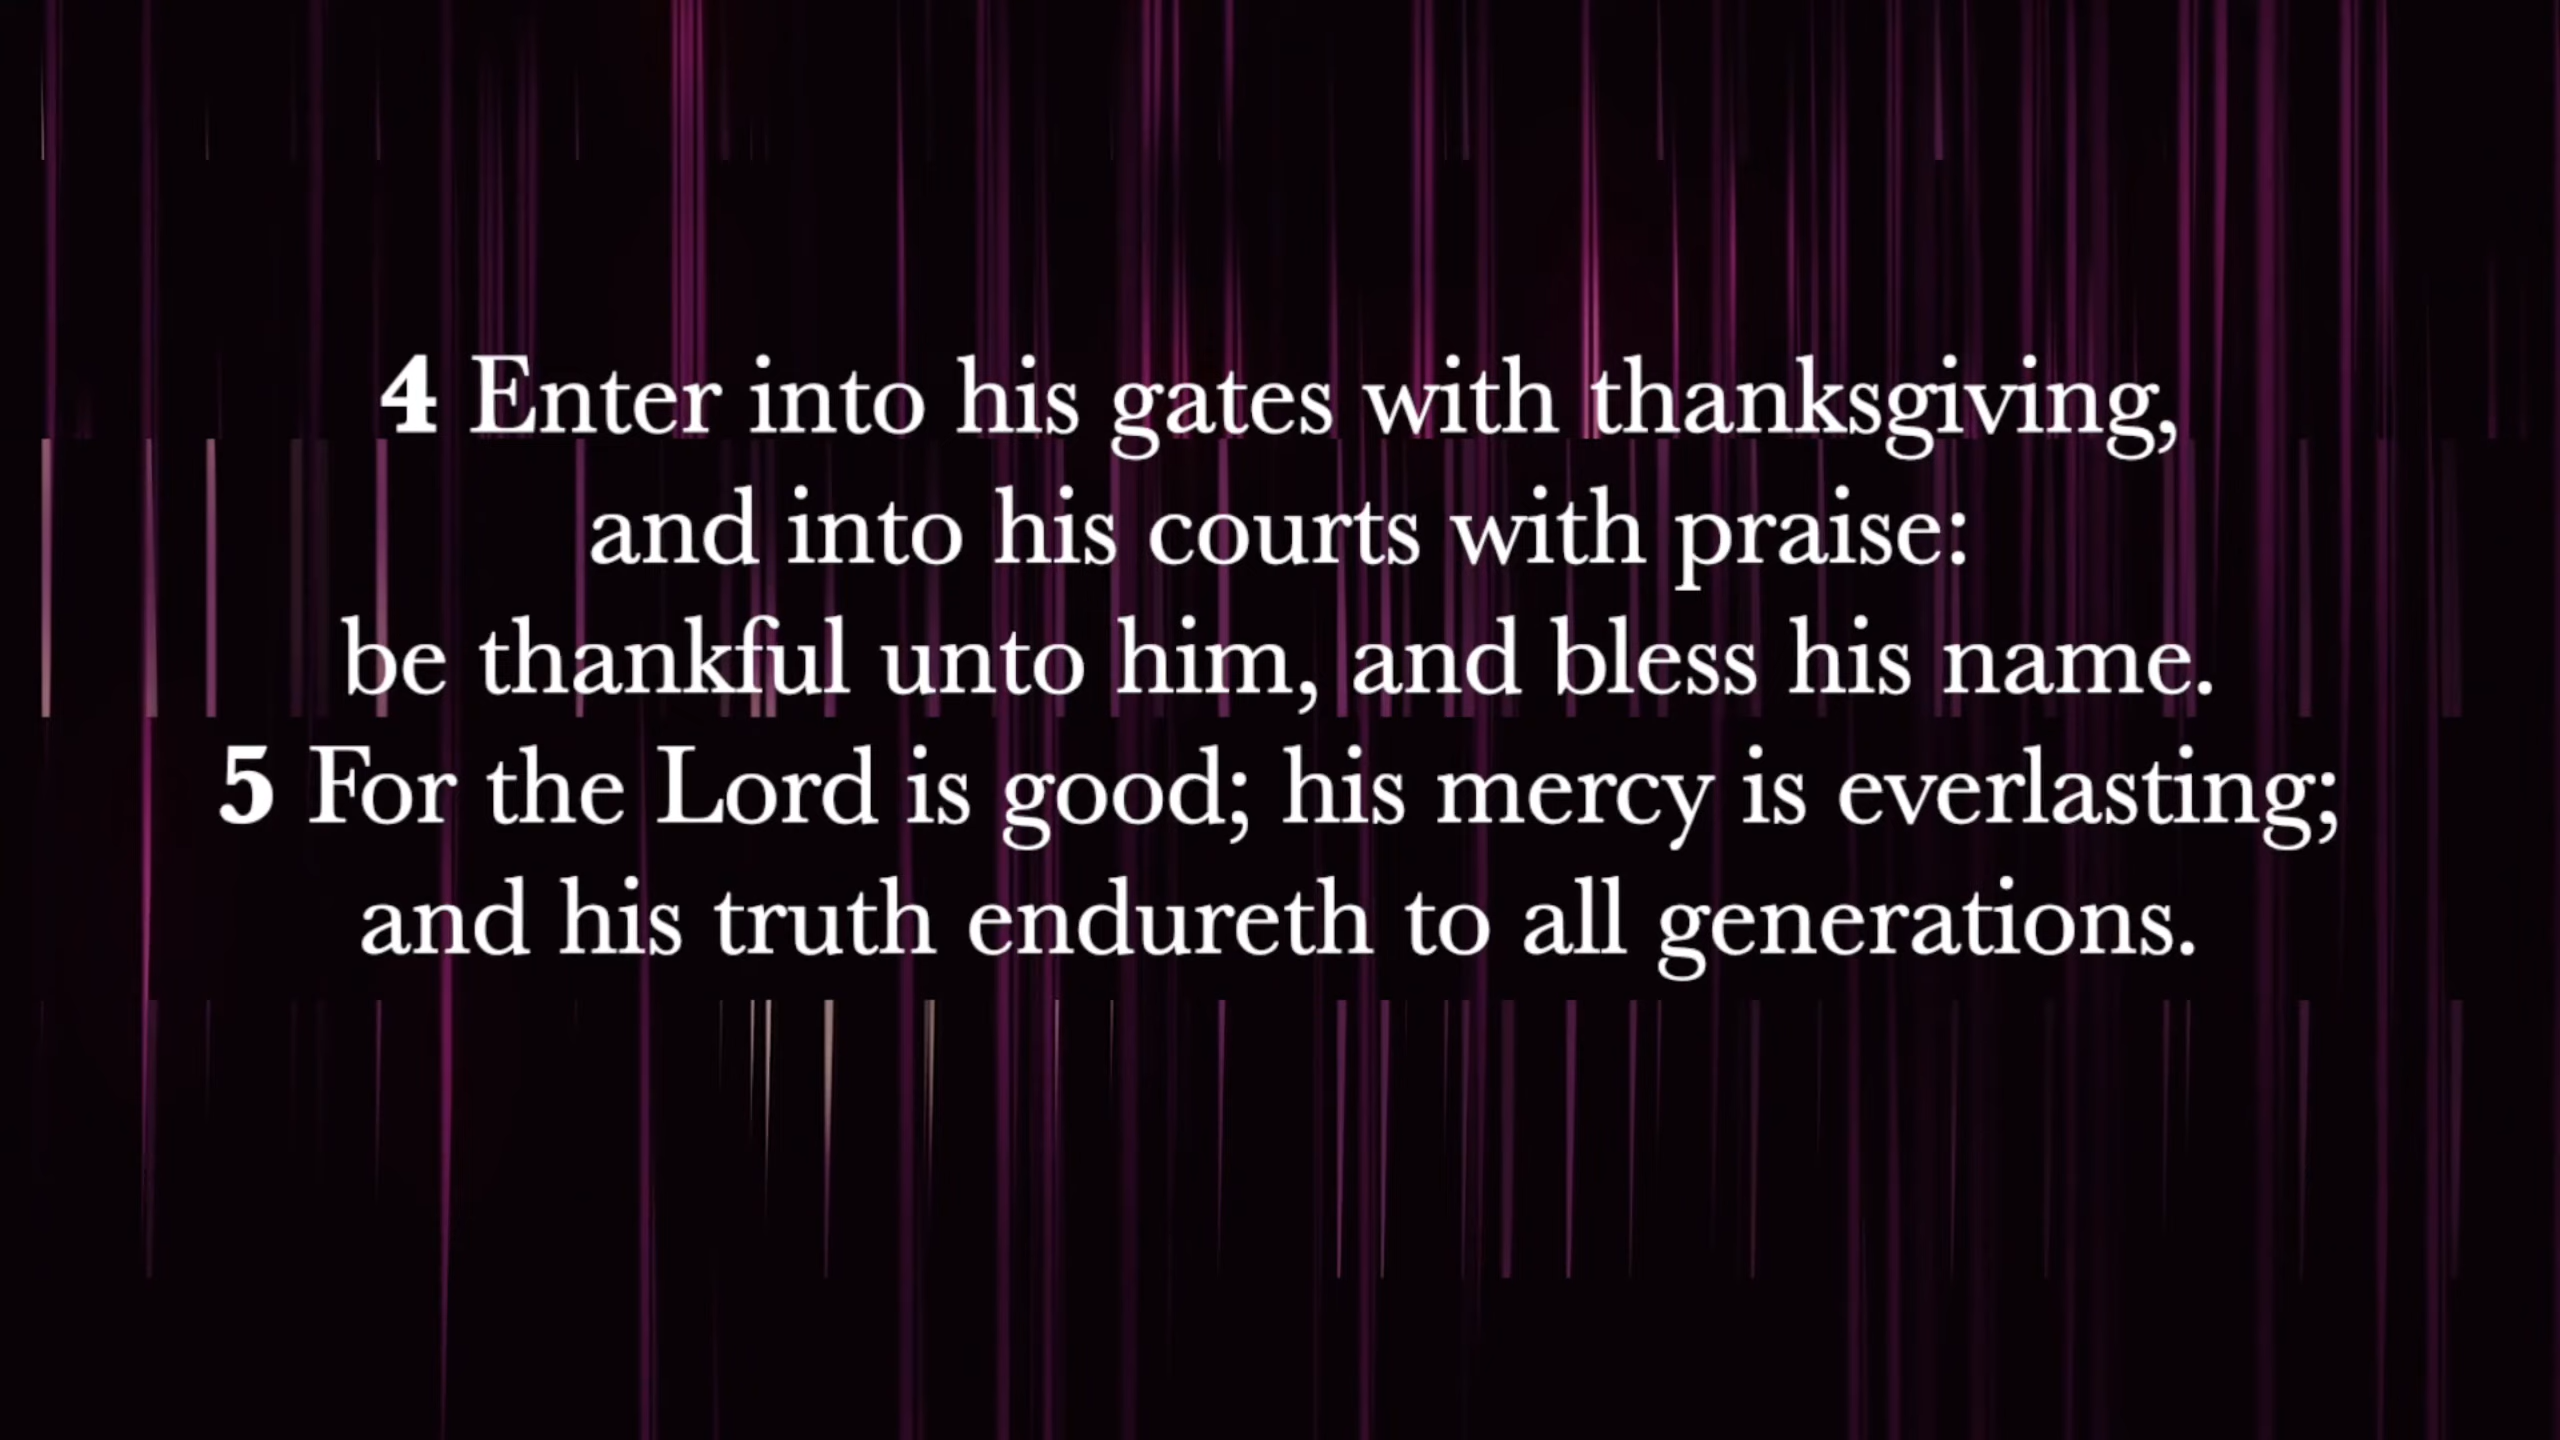 4 Enter into his gates with thanksgiving,
and into his courts with praise:
be thankful unto him, and bless his name.
5 For the Lord is good; his mercy is everlasting;
and his truth endureth to all generations.